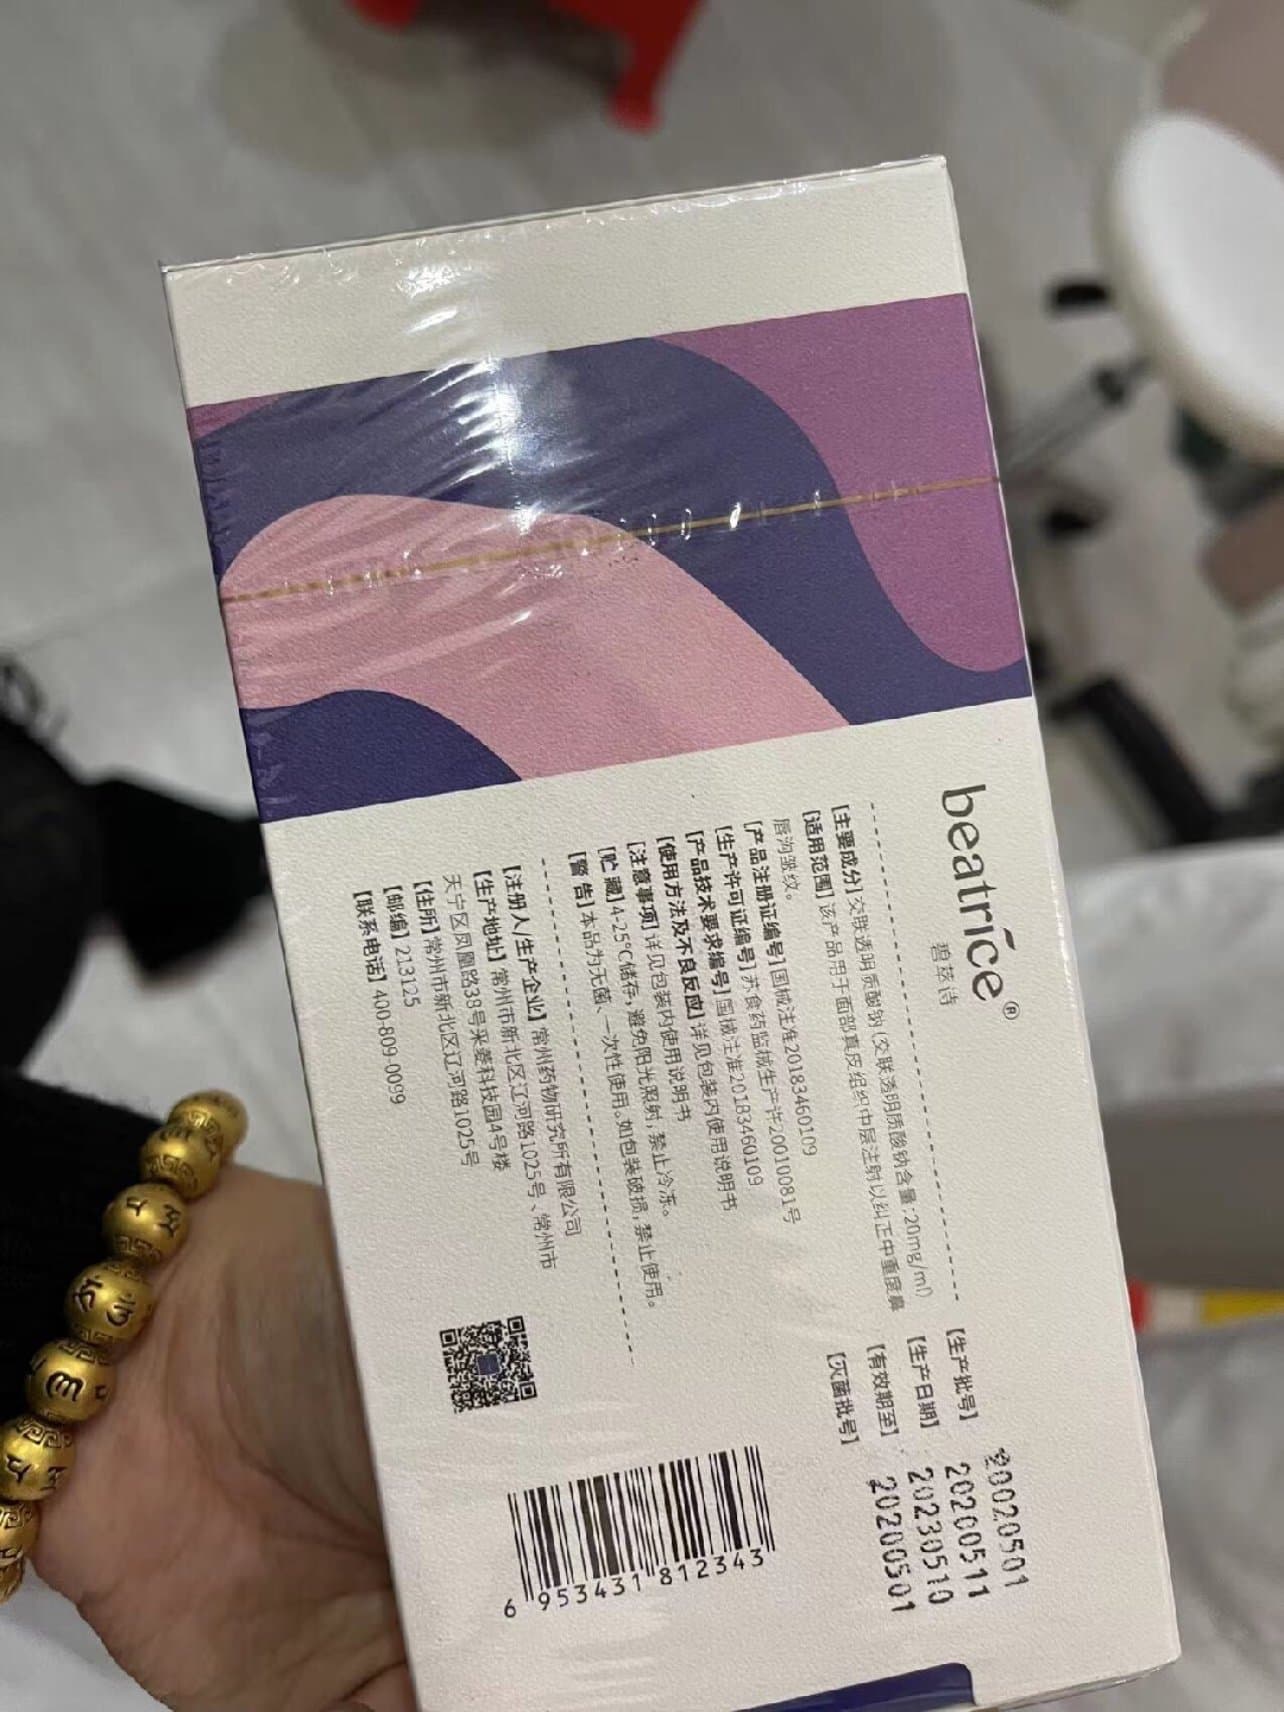 beatrice®
碧萃诗
【主要成分】交联透明质酸钠(交联透明质酸钠含量:20mg/ml)
【适用范围】该产品用于面部真皮组织中层注射以纠正中重度鼻
唇沟皱纹。
【产品注册证编号】国械注准20183460109
【生产许可证编号】苏食药监械生产许20010081号
【产品技术要求编号】国械注准20183460109
【使用方法及不良反应】详见包装内使用说明书
【注意事项】详见包装内使用说明书
【贮 藏】4-25℃储存,避免阳光照射,禁止冷冻。
【警 告】本品为无菌、一次性使用。如包装破损,禁止使用。
【注册人/生产企业】常州药物研究所有限公司
【生产地址】常州市新北区辽河路1025号、常州市
天宁区凤凰路38号采菱科技园4号楼
【住所】常州市新北区辽河路1025号
【邮编】213125
【联系电话】400-809-0099
【生产批号】20020501
【生产日期】20200511
【有效期至】20230510
【灭菌批号】20200501
6 953431 812343